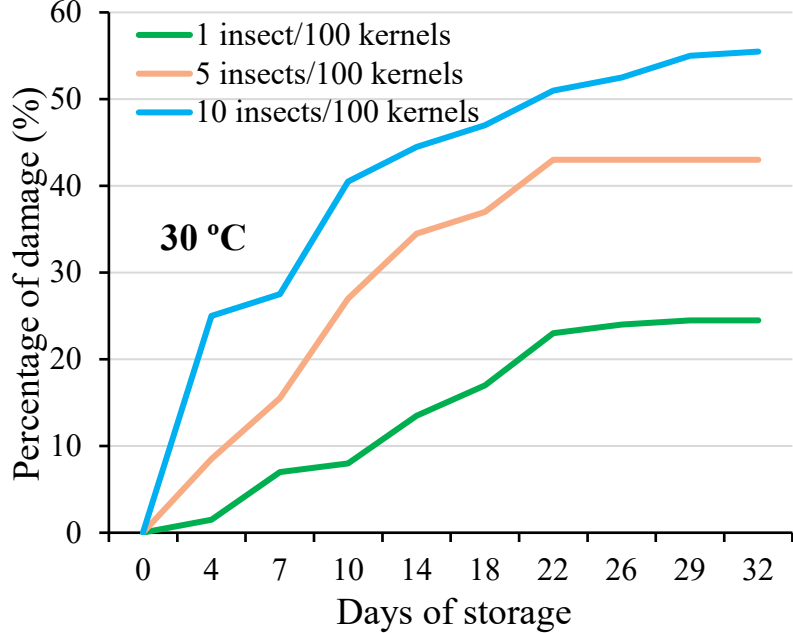 60
50
40
30
20
10
0
Percentage of damage (%)
1 insect/100 kernels
5 insects/100 kernels
10 insects/100 kernels
30 ºC
0 4 7 10 14 18 22 26 29 32
Days of storage